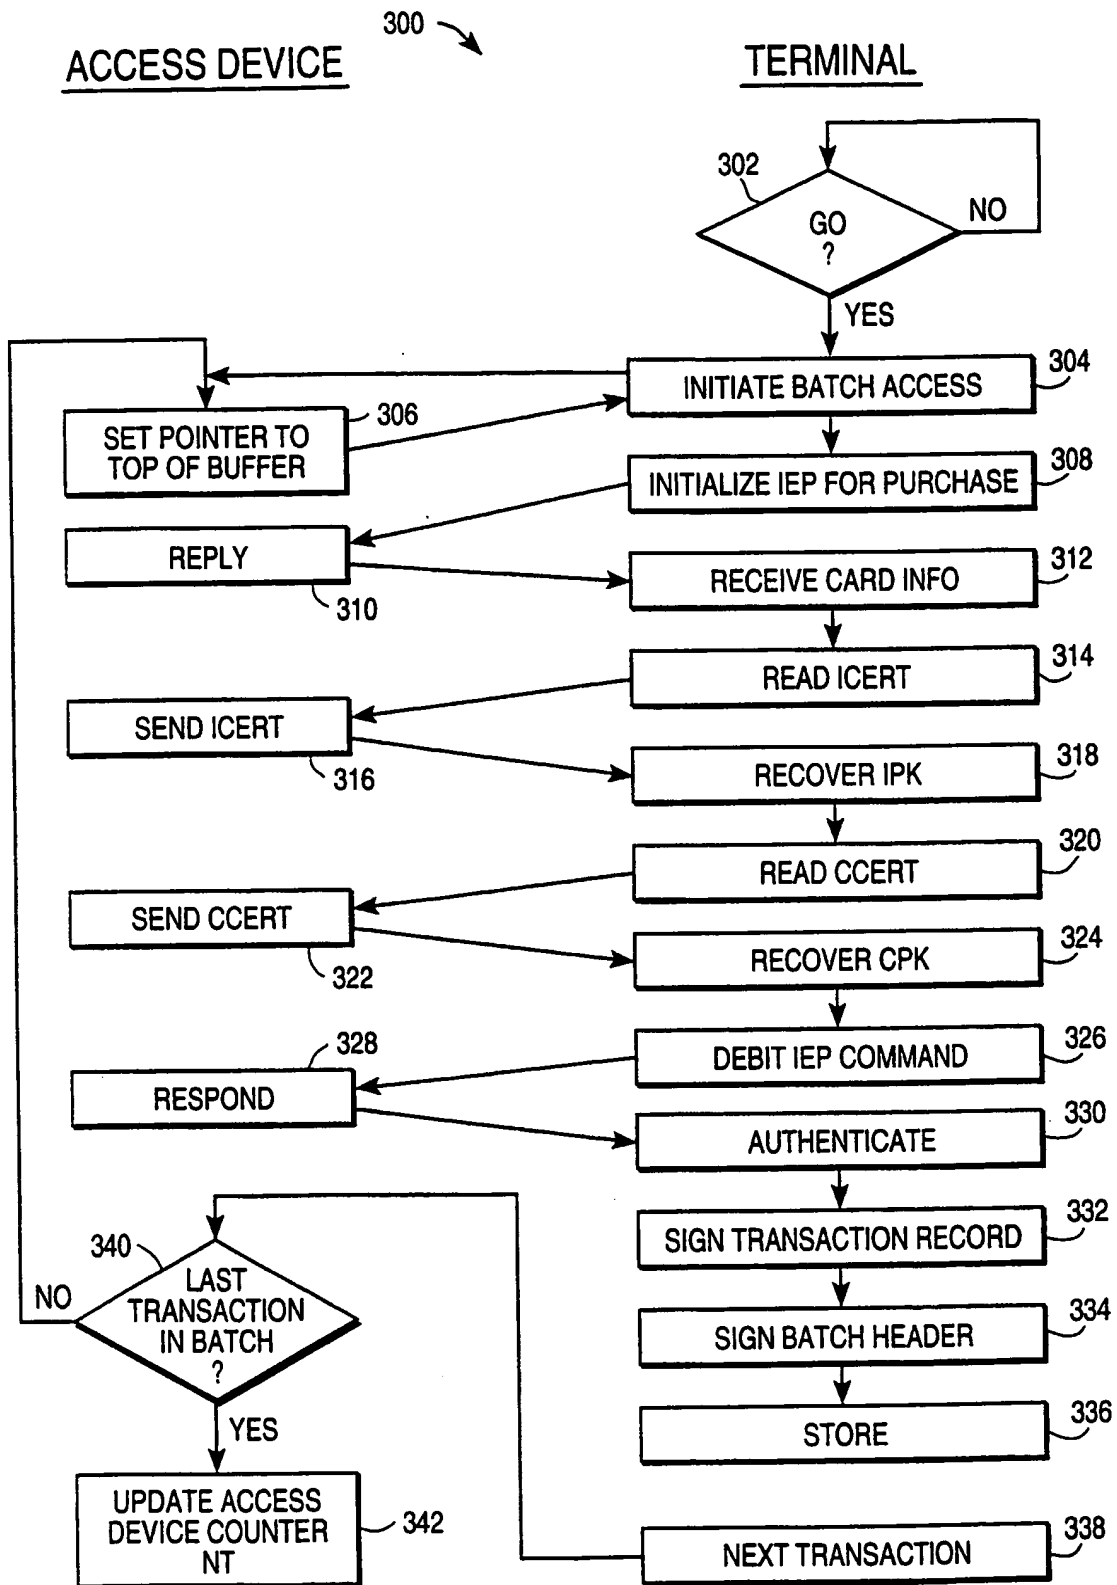 300
ACCESS DEVICE
TERMINAL
302
GO
?
NO
YES
INITIATE BATCH ACCESS
304
306
SET POINTER TO
TOP OF BUFFER
INITIALIZE IEP FOR PURCHASE
308
REPLY
310
RECEIVE CARD INFO
312
READ ICERT
314
SEND ICERT
316
RECOVER IPK
318
READ CCERT
320
SEND CCERT
322
RECOVER CPK
324
DEBIT IEP COMMAND
326
328
RESPOND
AUTHENTICATE
330
SIGN TRANSACTION RECORD
332
340
LAST
TRANSACTION
IN BATCH
?
NO
SIGN BATCH HEADER
334
YES
STORE
336
UPDATE ACCESS
DEVICE COUNTER
NT
342
NEXT TRANSACTION
338